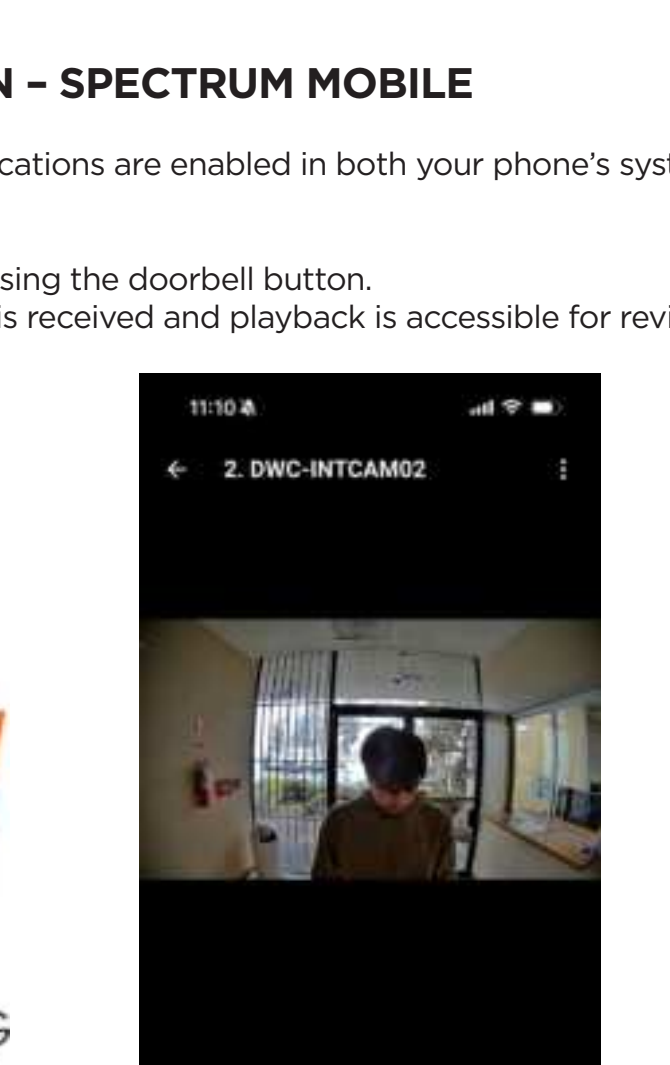 N – SPECTRUM MOBILE
cations are enabled in both your phone's syst
sing the doorbell button.
is received and playback is accessible for revi
11:10
2. DWC-INTCAM02
G